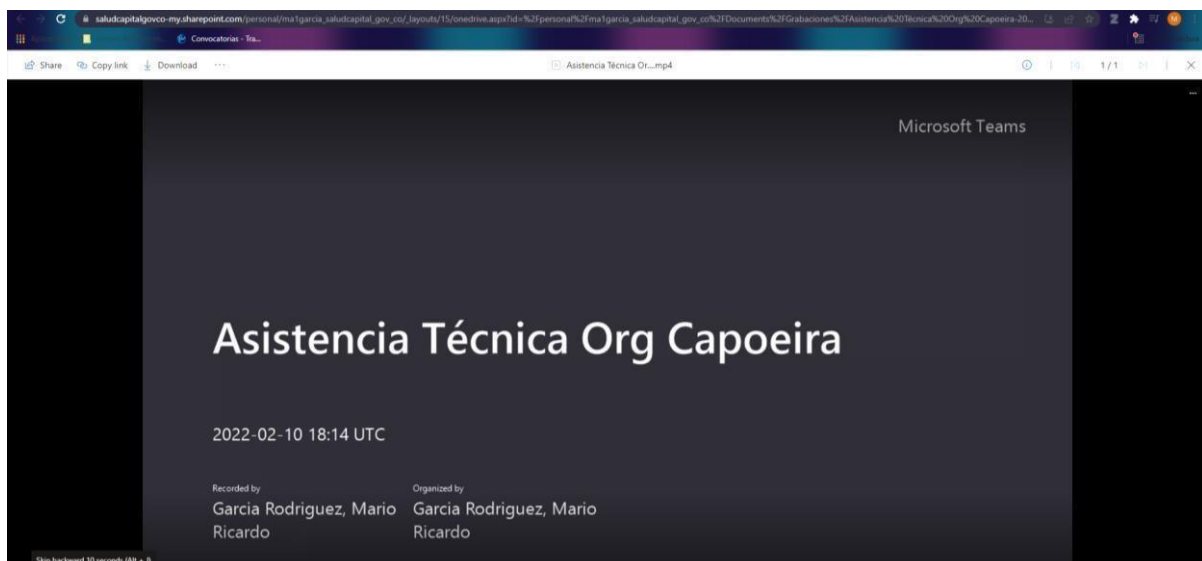 saludcapitalgovco-my.sharepoint.com/personal/ma1garcia_saludcapital_gov_co/_layouts/15/onedrive.aspx?id=%2Fpersonal%2Fma1garcia_saludcapital_gov_co%2FDocuments%2FGrabaciones%2FAsistencia%20Técnica%20Org%20Capoeira-20...
Convocatorias - Tra...
Share Copy link Download ... Asistencia Técnica Or....mp4 1 / 1
Microsoft Teams
Asistencia Técnica Org Capoeira
2022-02-10 18:14 UTC
Recorded by Organized by
Garcia Rodriguez, Mario Garcia Rodriguez, Mario
Ricardo Ricardo
Skip backward 10 seconds (Alt +